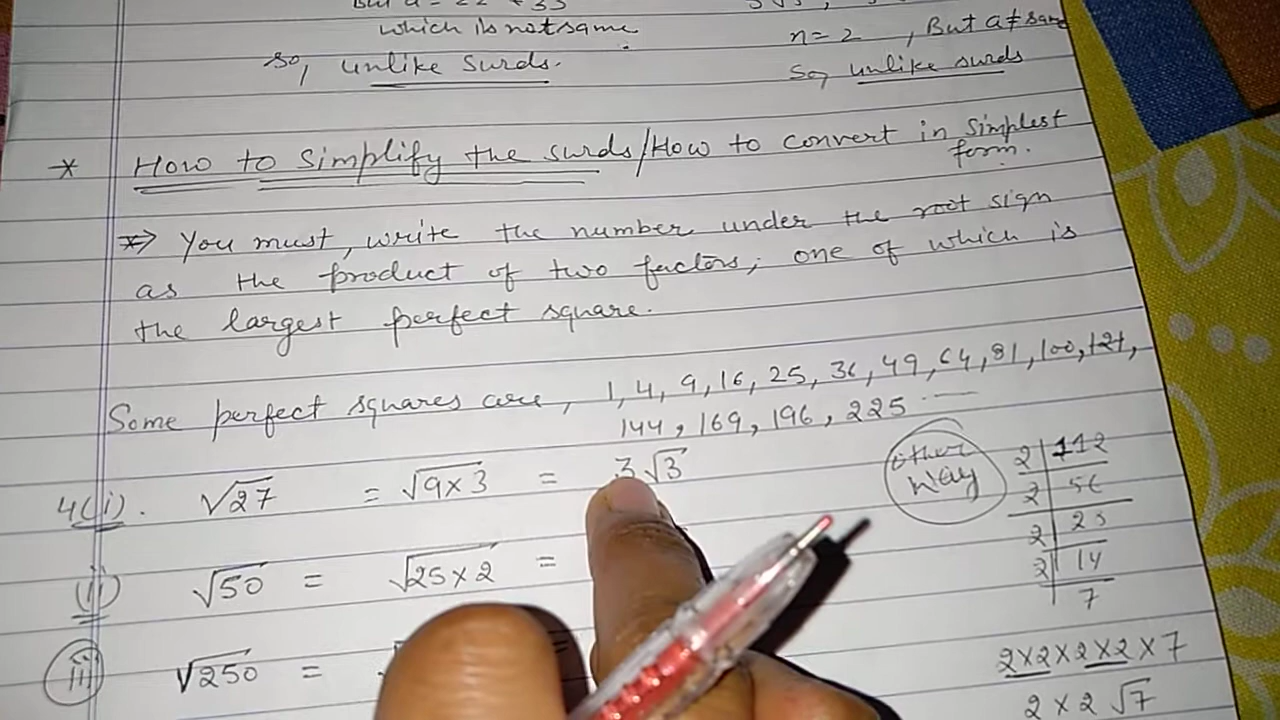 which is not same
n = 2 , But a ≠ same
so, unlike surds.
So, unlike surds
* How to simplify the surds/How to convert in simplest form.
⇒ You must, write the number under the root sign
as the product of two factors, one of which is
the largest perfect square.
Some perfect squares are, 1, 4, 9, 16, 25, 36, 49, 64, 81, 100, 121,
144, 169, 196, 225 ----
4(i). √27 = √9×3 = 3√3
(ii) √50 = √25×2 =
(iii) √250 =
other way
2 | 112
2 | 56
2 | 28
2 | 14
7
2×2×2×2×7
2×2√7